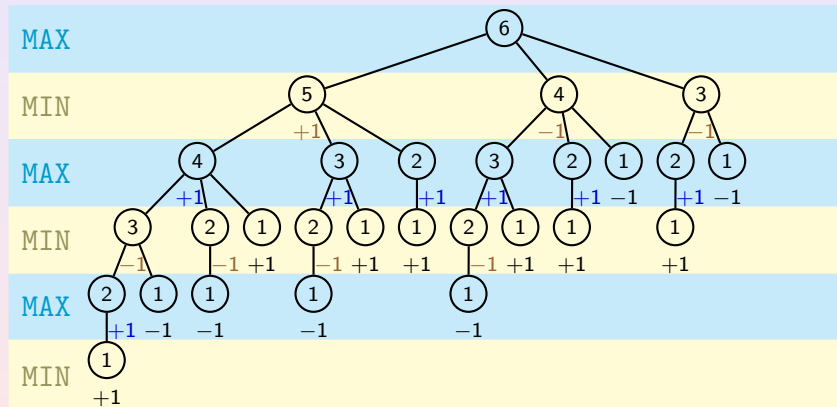 MAX 6
MIN 5 4 3
+1 −1 −1
MAX 4 3 2 3 2 1 2 1
+1 +1 +1 +1 +1 −1 +1 −1
MIN 3 2 1 2 1 1 2 1 1 1
−1 −1 +1 −1 +1 +1 −1 +1 +1 +1
MAX 2 1 1 1 1
+1 −1 −1 −1 −1
MIN 1
+1